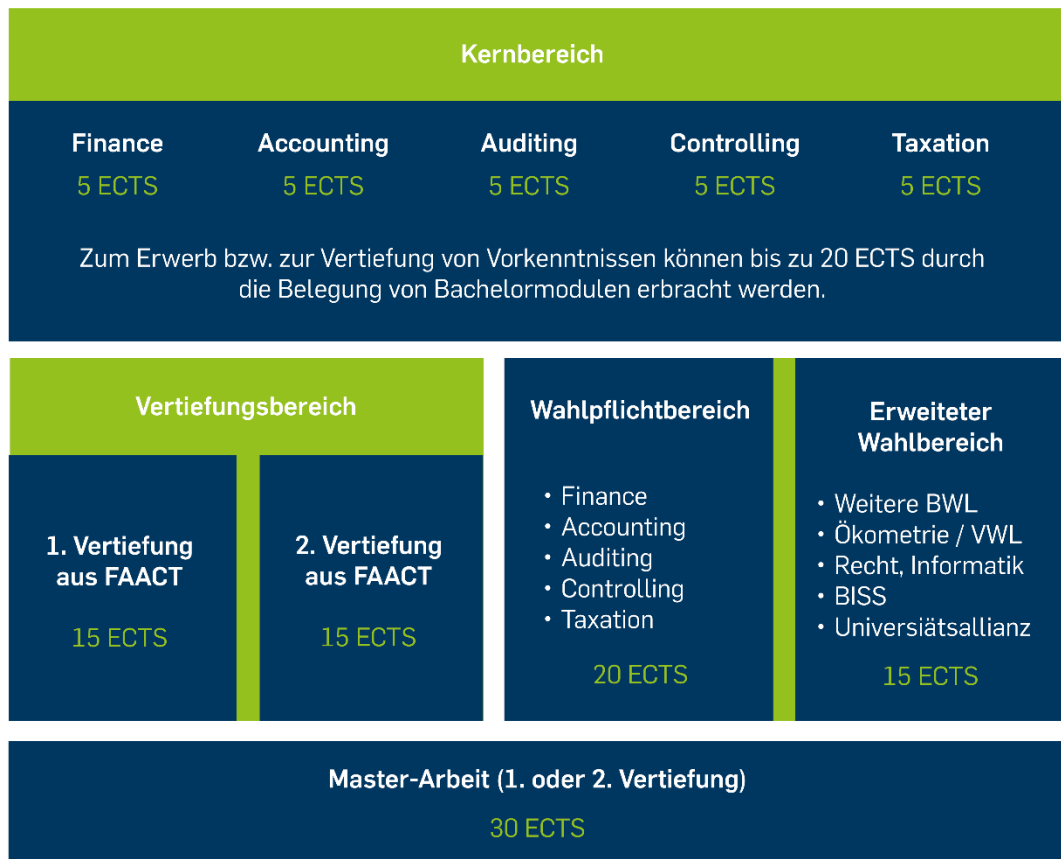 Kernbereich
Finance Accounting Auditing Controlling Taxation
5 ECTS 5 ECTS 5 ECTS 5 ECTS 5 ECTS
Zum Erwerb bzw. zur Vertiefung von Vorkenntnissen können bis zu 20 ECTS durch
die Belegung von Bachelormodulen erbracht werden.
Vertiefungsbereich
1. Vertiefung
aus FAACT
15 ECTS
2. Vertiefung
aus FAACT
15 ECTS
Wahlpflichtbereich
• Finance
• Accounting
• Auditing
• Controlling
• Taxation
20 ECTS
Erweiteter
Wahlbereich
• Weitere BWL
• Ökometrie / VWL
• Recht, Informatik
• BISS
• Universiätsallianz
15 ECTS
Master-Arbeit (1. oder 2. Vertiefung)
30 ECTS